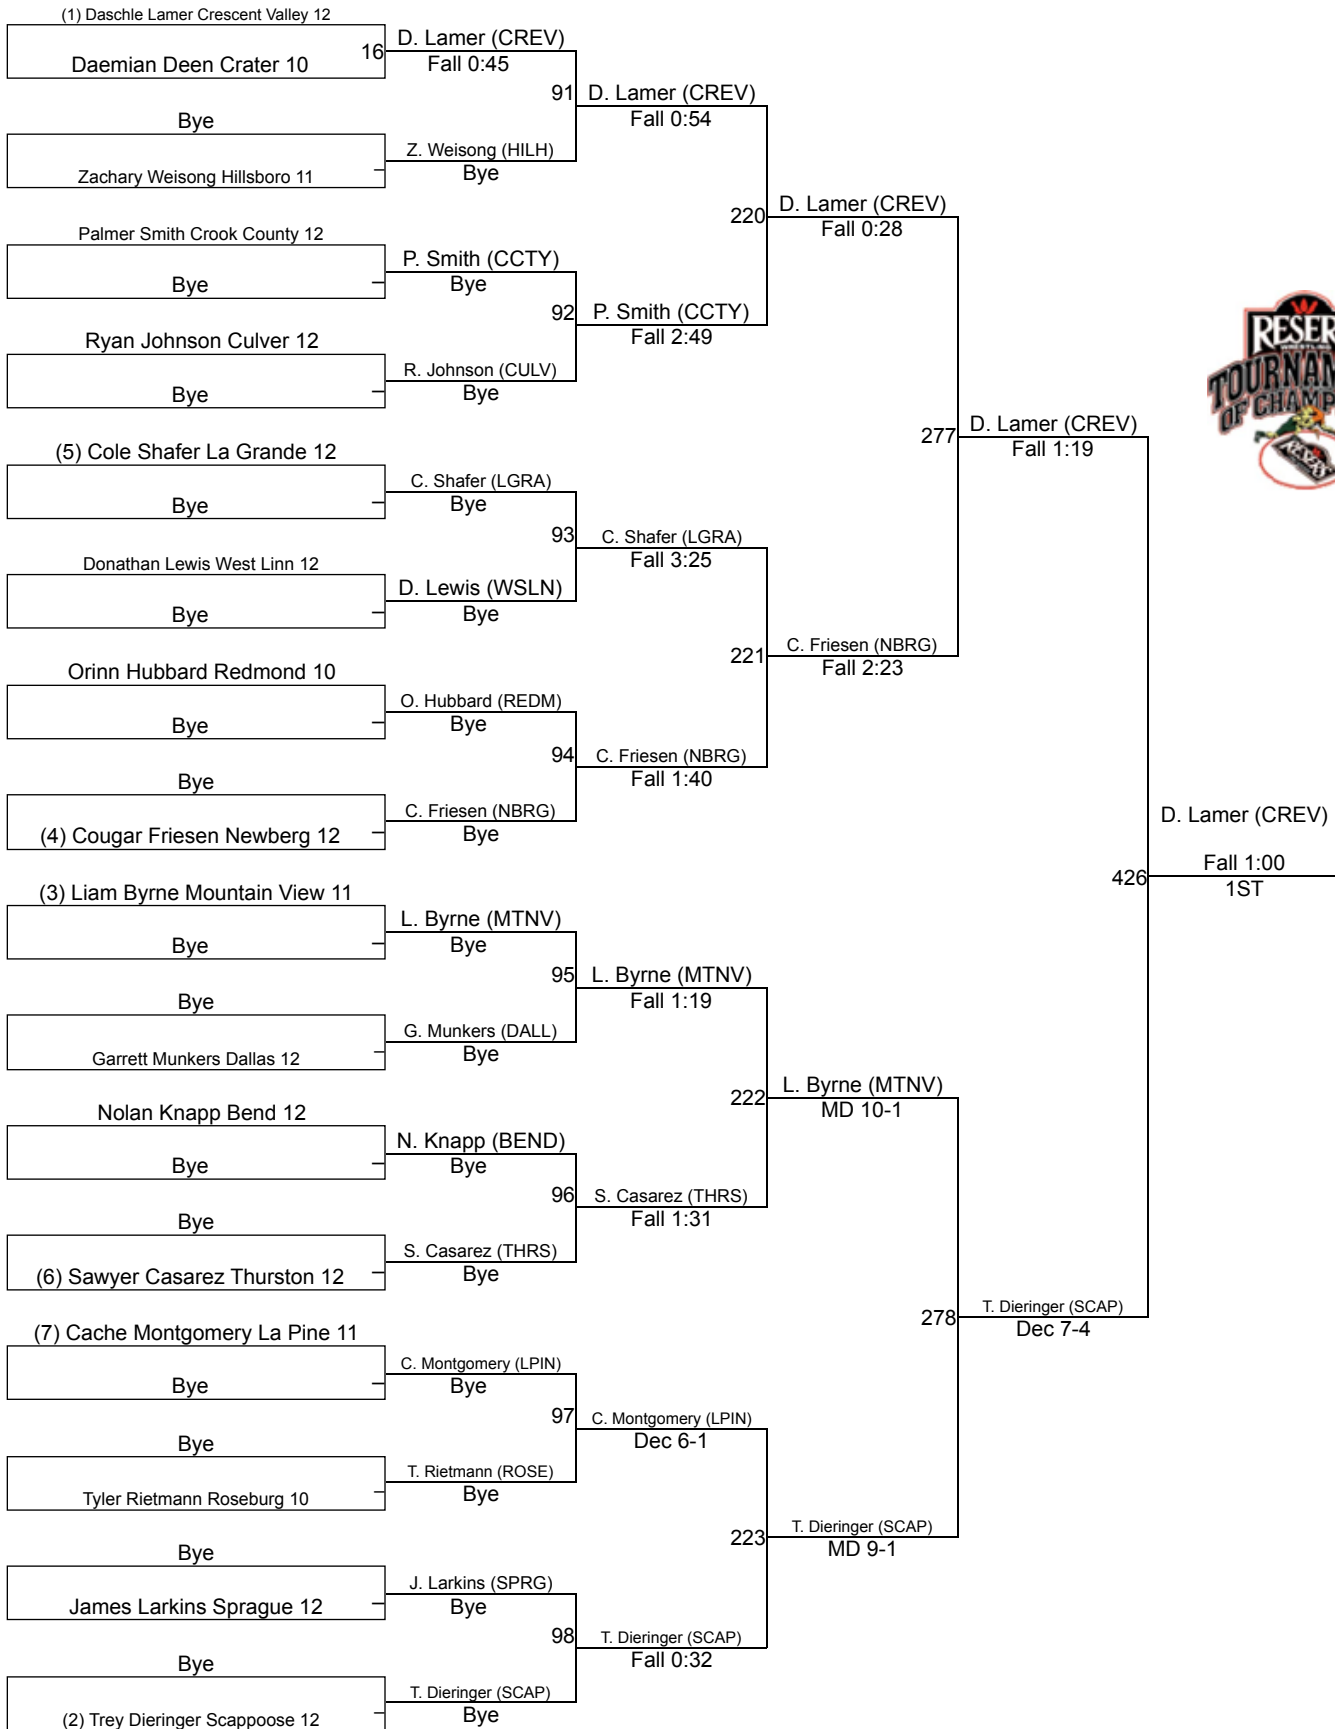 (1) Daschle Lamer Crescent Valley 12
16
D. Lamer (CREV)
Daemian Deen Crater 10
Fall 0:45
91
D. Lamer (CREV)
Fall 0:54
Bye
Z. Weisong (HILH)
Zachary Weisong Hillsboro 11
Bye
220
D. Lamer (CREV)
Fall 0:28
Palmer Smith Crook County 12
P. Smith (CCTY)
Bye
Bye
92
P. Smith (CCTY)
Fall 2:49
Ryan Johnson Culver 12
R. Johnson (CULV)
Bye
Bye
277
D. Lamer (CREV)
Fall 1:19
(5) Cole Shafer La Grande 12
C. Shafer (LGRA)
Bye
Bye
93
C. Shafer (LGRA)
Fall 3:25
Donathan Lewis West Linn 12
D. Lewis (WSLN)
Bye
Bye
221
C. Friesen (NBRG)
Fall 2:23
Orinn Hubbard Redmond 10
O. Hubbard (REDM)
Bye
Bye
94
C. Friesen (NBRG)
Fall 1:40
Bye
C. Friesen (NBRG)
(4) Cougar Friesen Newberg 12
Bye
426
D. Lamer (CREV)
Fall 1:00
1ST
(3) Liam Byrne Mountain View 11
L. Byrne (MTNV)
Bye
Bye
95
L. Byrne (MTNV)
Fall 1:19
Bye
G. Munkers (DALL)
Garrett Munkers Dallas 12
Bye
222
L. Byrne (MTNV)
MD 10-1
Nolan Knapp Bend 12
N. Knapp (BEND)
Bye
Bye
96
S. Casarez (THRS)
Fall 1:31
Bye
S. Casarez (THRS)
(6) Sawyer Casarez Thurston 12
Bye
278
T. Dieringer (SCAP)
Dec 7-4
(7) Cache Montgomery La Pine 11
C. Montgomery (LPIN)
Bye
Bye
97
C. Montgomery (LPIN)
Dec 6-1
Bye
T. Rietmann (ROSE)
Tyler Rietmann Roseburg 10
Bye
223
T. Dieringer (SCAP)
MD 9-1
Bye
J. Larkins (SPRG)
James Larkins Sprague 12
Bye
98
T. Dieringer (SCAP)
Fall 0:32
Bye
T. Dieringer (SCAP)
(2) Trey Dieringer Scappoose 12
Bye
RESER
TOURNAM
OF CHAMP